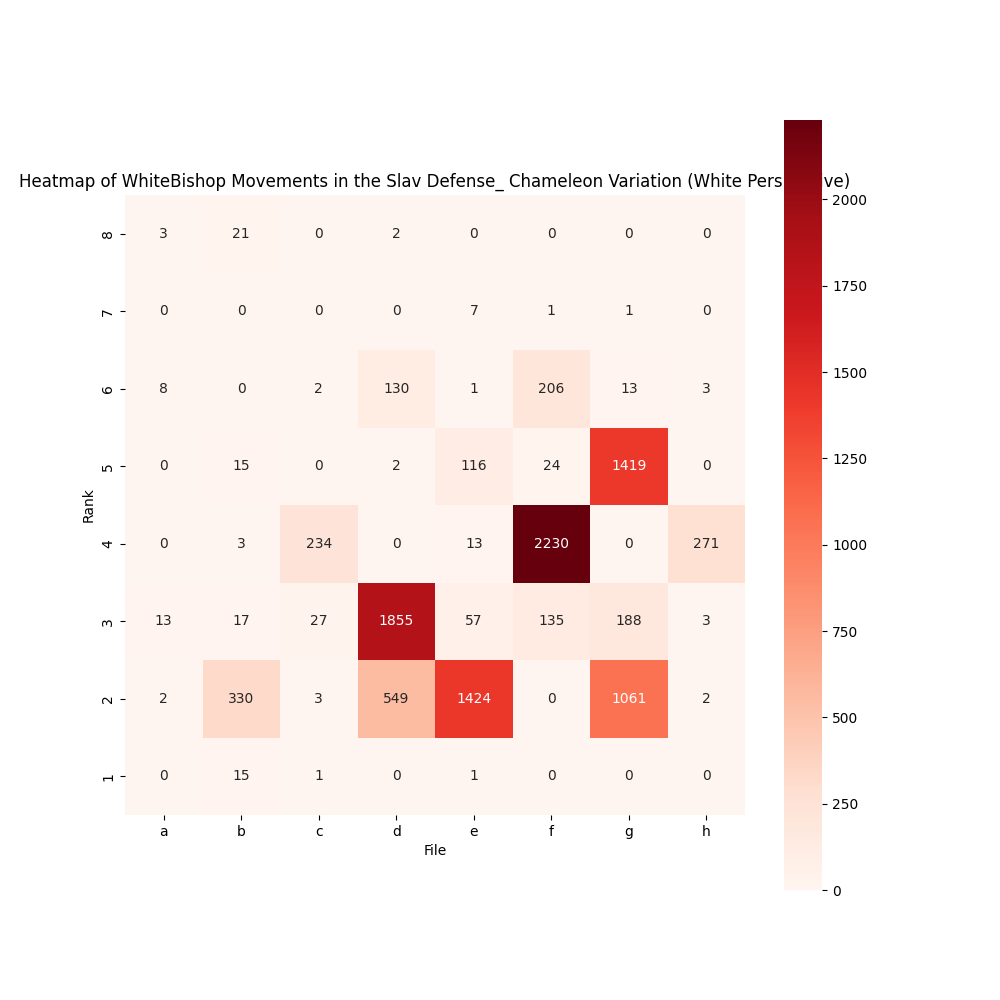 Heatmap of WhiteBishop Movements in the Slav Defense_ Chameleon Variation (White Pers ve)
8 3 21 0 2 0 0 0 0
7 0 0 0 0 7 1 1 0
6 8 0 2 130 1 206 13 3
5 0 15 0 2 116 24 1419 0
4 0 3 234 0 13 2230 0 271
3 13 17 27 1855 57 135 188 3
2 2 330 3 549 1424 0 1061 2
1 0 15 1 0 1 0 0 0
a b c d e f g h
File
Rank
2000
1750
1500
1250
1000
750
500
250
0